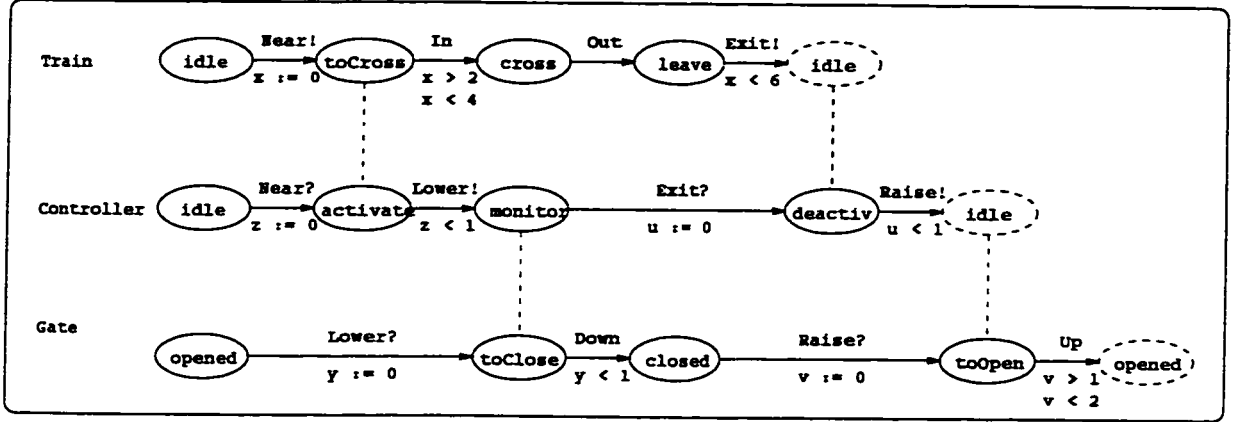 Near! In Out Exit!
Train idle toCross cross leave idle
x := 0 x > 2 x < 6
x < 4
Near? Lower! Exit? Raise!
Controller idle activate monitor deactiv idle
z := 0 z < 1 u := 0 u < 1
Gate
Lower? Down Raise? Up
opened toClose closed toOpen opened
y := 0 y < 1 v := 0 v > 1
v < 2